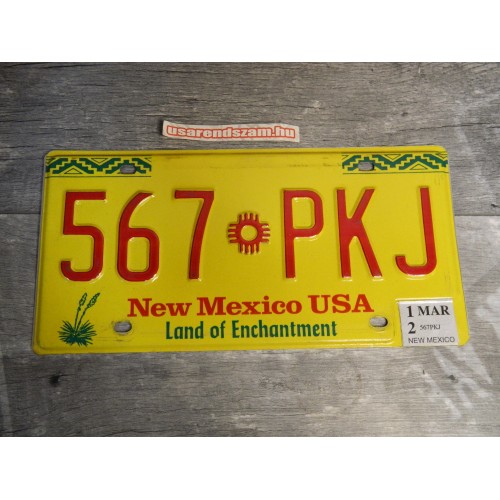 usarendszam.hu
567 PKJ
New Mexico USA
Land of Enchantment
1 MAR
2 567PKJ
NEW MEXICO